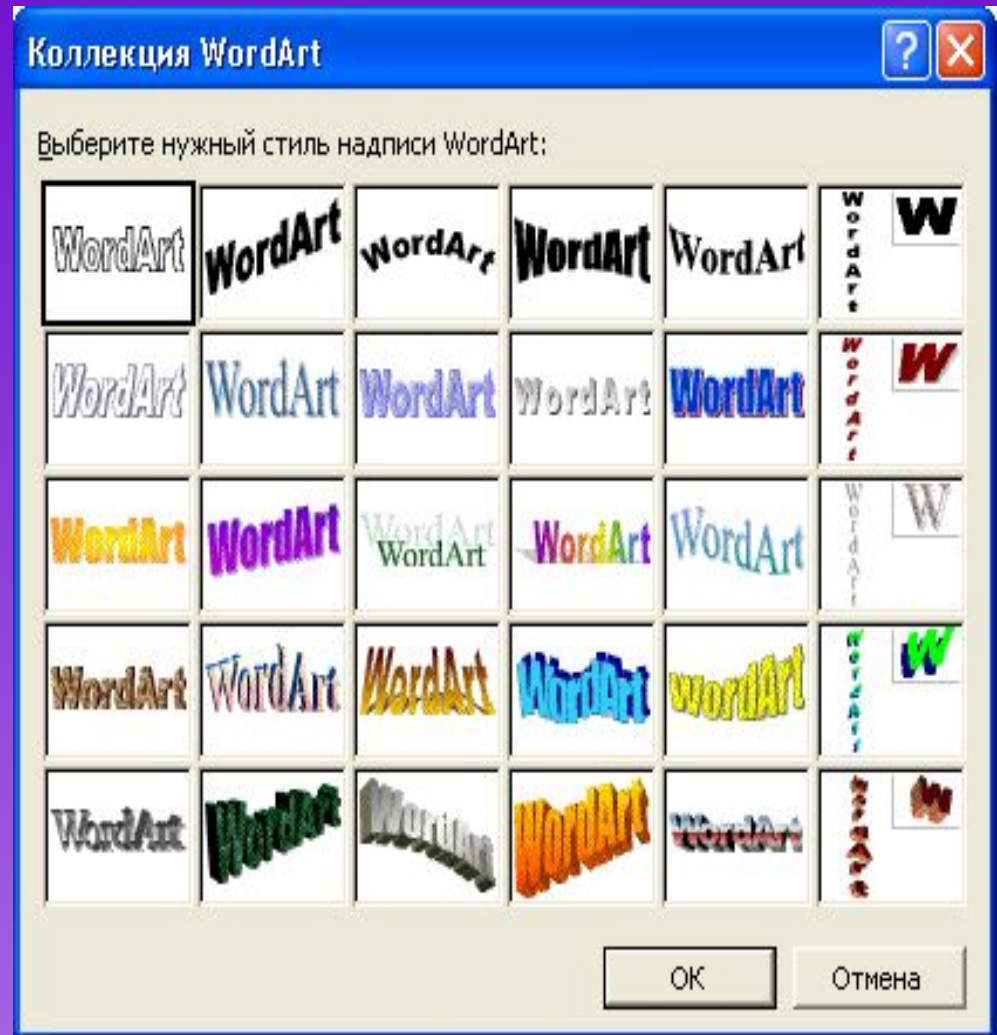 Коллекция WordArt
?
Выберите нужный стиль надписи WordArt:
WordArt WordArt WordArt WordArt WordArt WordArt W
WordArt WordArt WordArt WordArt WordArt WordArt W
WordArt WordArt WordArt WordArt WordArt WordArt WordArt W
WordArt WordArt WordArt WordArt WordArt WordArt W
WordArt WordArt WordArt WordArt WordArt WordArt W
ОК Отмена